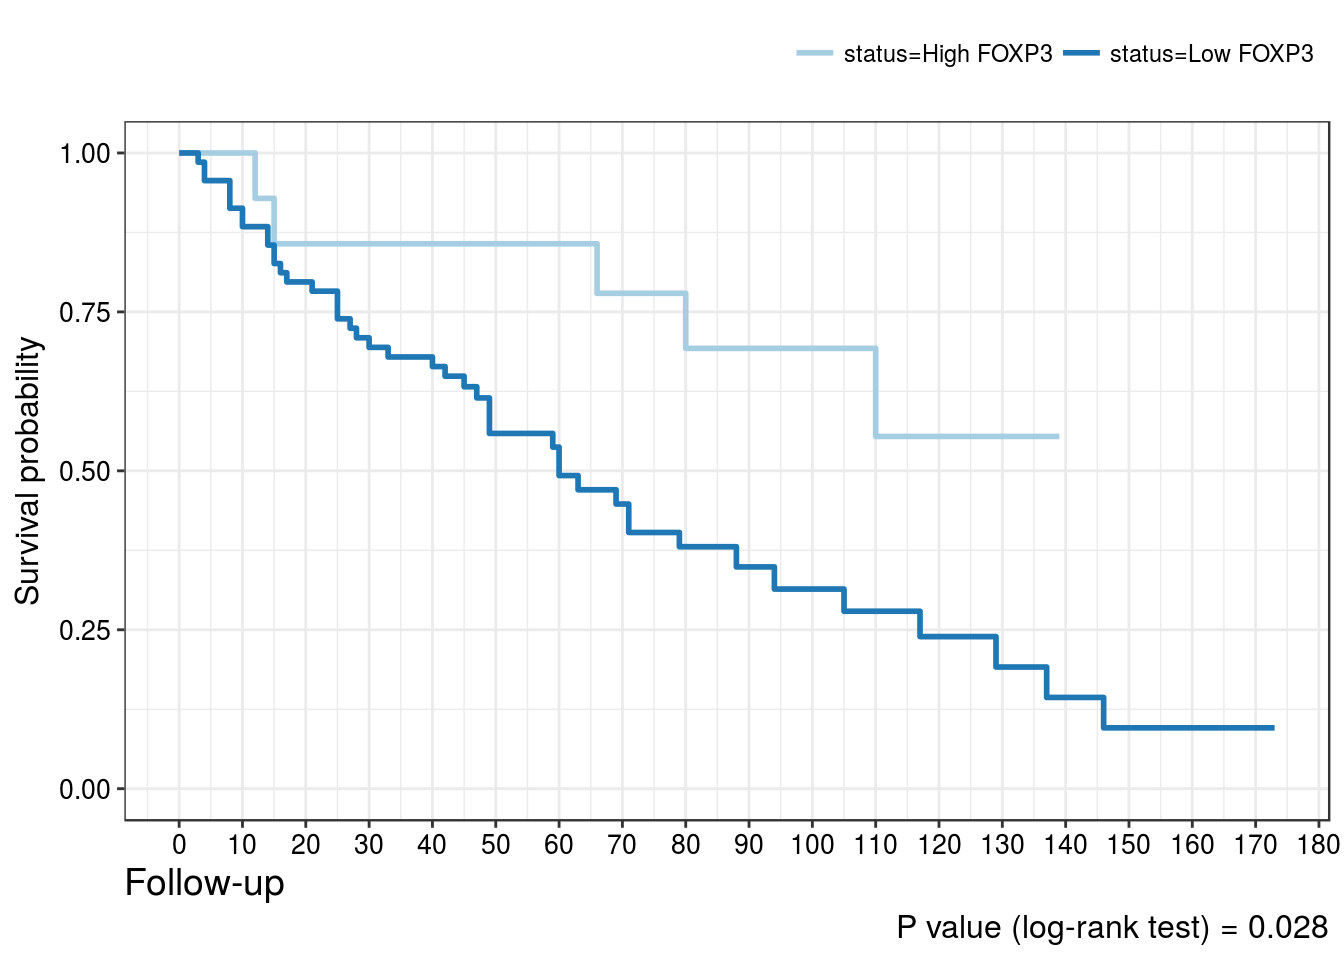 status=High FOXP3 status=Low FOXP3
Survival probability
1.00
0.75
0.50
0.25
0.00
0 10 20 30 40 50 60 70 80 90 100 110 120 130 140 150 160 170 180
Follow-up
P value (log-rank test) = 0.028